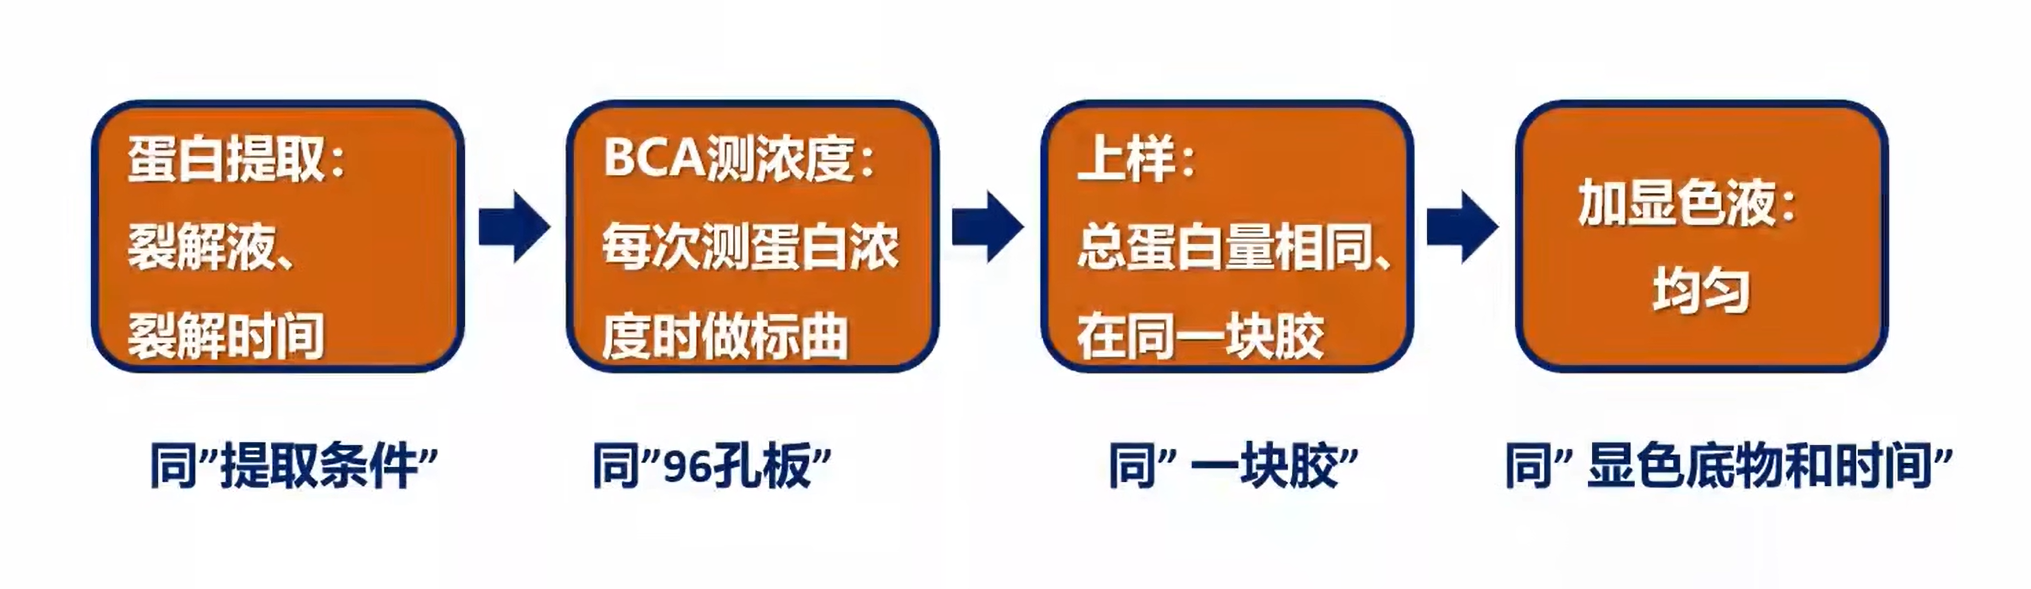 蛋白提取：
裂解液、
裂解时间
BCA测浓度：
每次测蛋白浓
度时做标曲
上样：
总蛋白量相同、
在同一块胶
加显色液：
均匀
同”提取条件”
同”96孔板”
同” 一块胶”
同” 显色底物和时间”